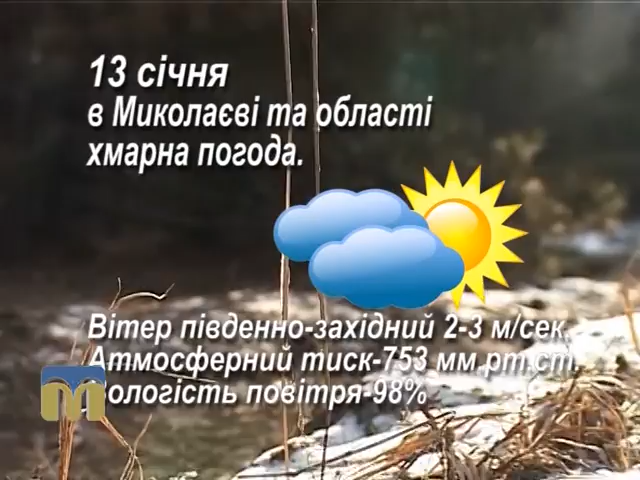 13 січня
в Миколаєві та області
хмарна погода.
Вітер південно-західний 2-3 м/сек.
Атмосферний тиск-753 мм.рт.ст.
вологість повітря-98%
М